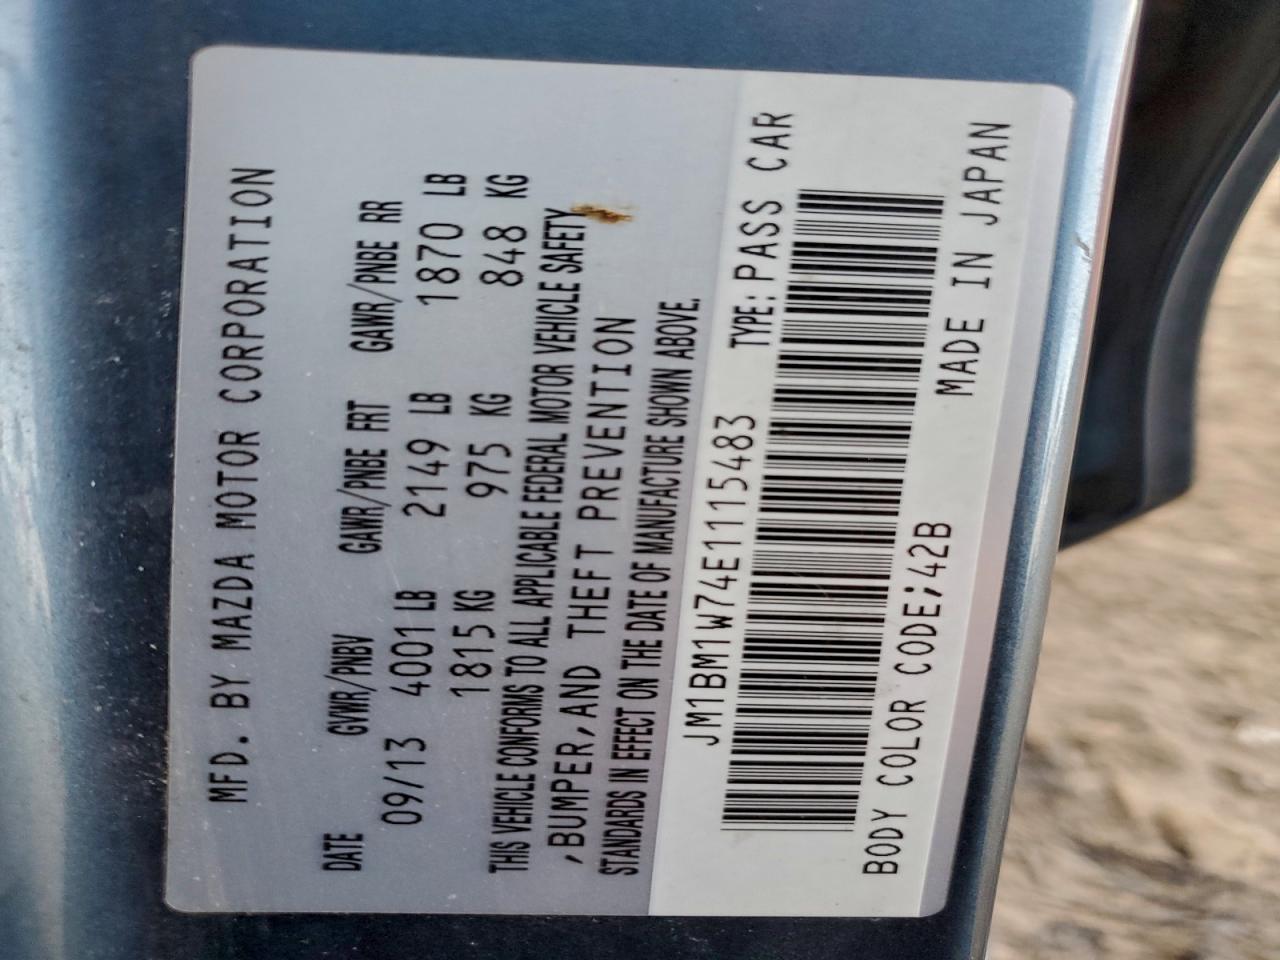 MFD. BY MAZDA MOTOR CORPORATION
DATE GVWR/PNBV GAWR/PNBE FRT GAWR/PNBE RR
09/13 4001 LB 2149 LB 1870 LB
1815 KG 975 KG 848 KG
THIS VEHICLE CONFORMS TO ALL APPLICABLE FEDERAL MOTOR VEHICLE SAFETY
,BUMPER,AND THEFT PREVENTION
STANDARDS IN EFFECT ON THE DATE OF MANUFACTURE SHOWN ABOVE.
JM1BM1W74E1115483 TYPE:PASS CAR
BODY COLOR CODE;42B MADE IN JAPAN